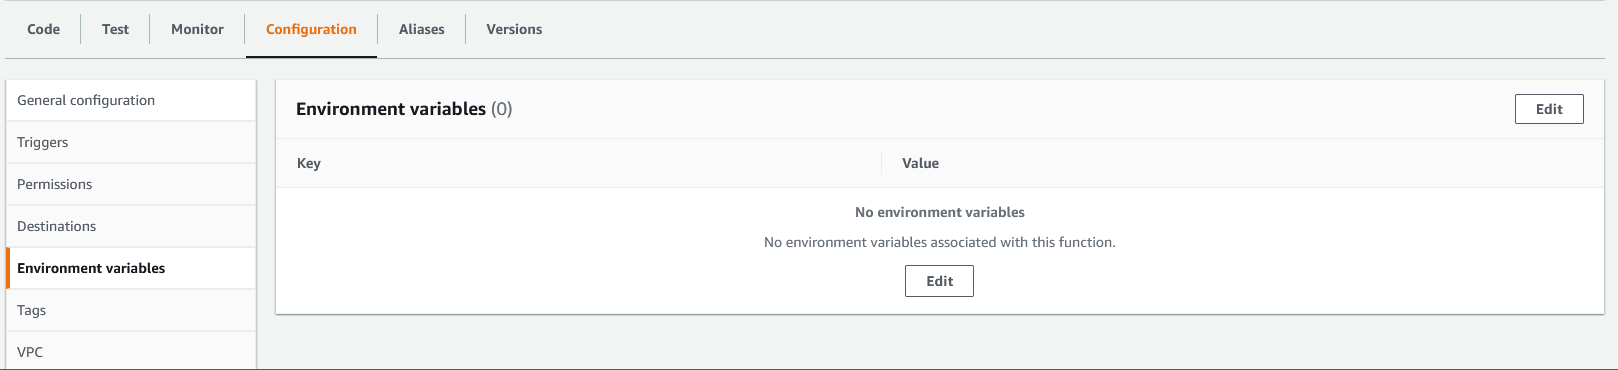 Code Test Monitor Configuration Aliases Versions
General configuration
Triggers
Permissions
Destinations
Environment variables
Tags
VPC
Environment variables (0) Edit
Key Value
No environment variables
No environment variables associated with this function.
Edit